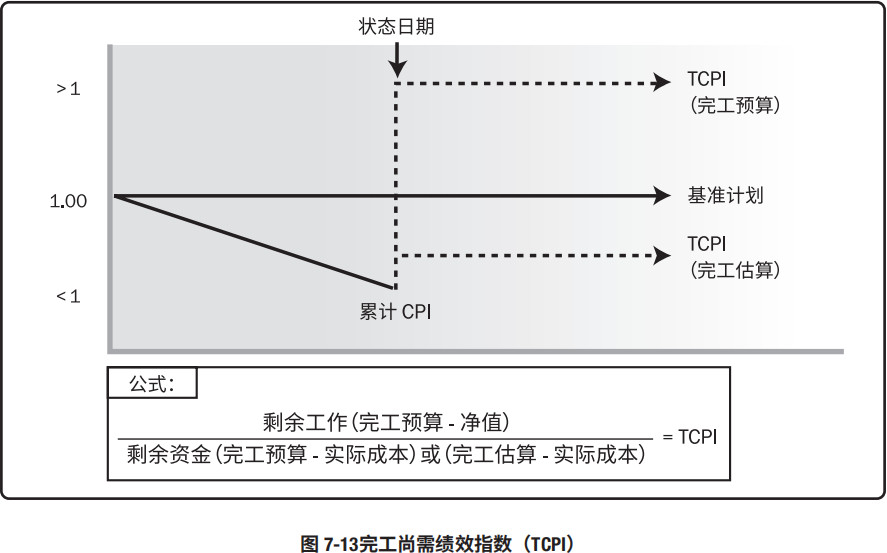 状态日期
>1
TCPI
(完工预算)
1.00
基准计划
TCPI
(完工估算)
<1
累计 CPI
公式：
剩余工作(完工预算 - 净值)
剩余资金(完工预算 - 实际成本)或(完工估算 - 实际成本)
= TCPI
图 7-13完工尚需绩效指数（TCPI）